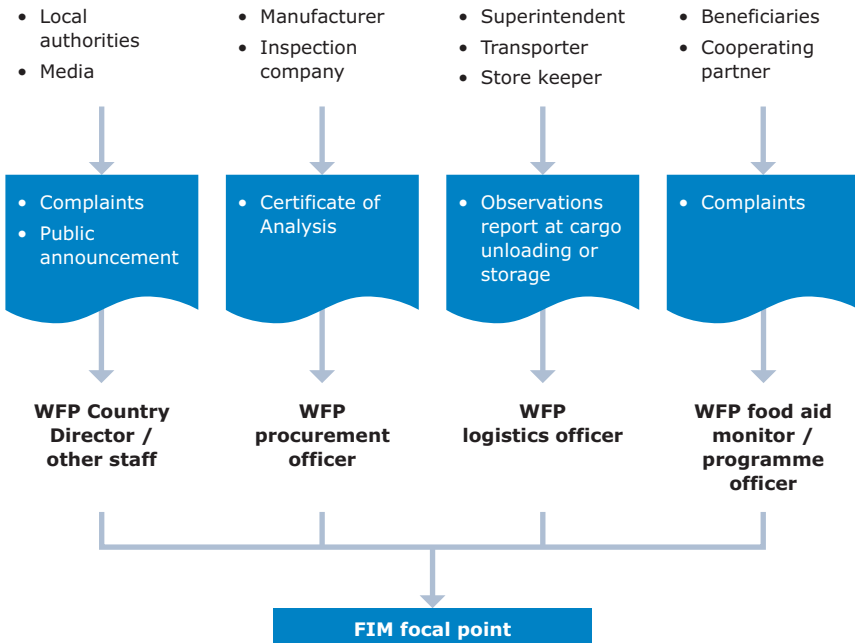 • Local
authorities
• Media
• Manufacturer
• Inspection
company
• Superintendent
• Transporter
• Store keeper
• Beneficiaries
• Cooperating
partner
• Complaints
• Public
announcement
• Certificate of
Analysis
• Observations
report at cargo
unloading or
storage
• Complaints
WFP Country
Director /
other staff
WFP
procurement
officer
WFP
logistics officer
WFP food aid
monitor /
programme
officer
FIM focal point